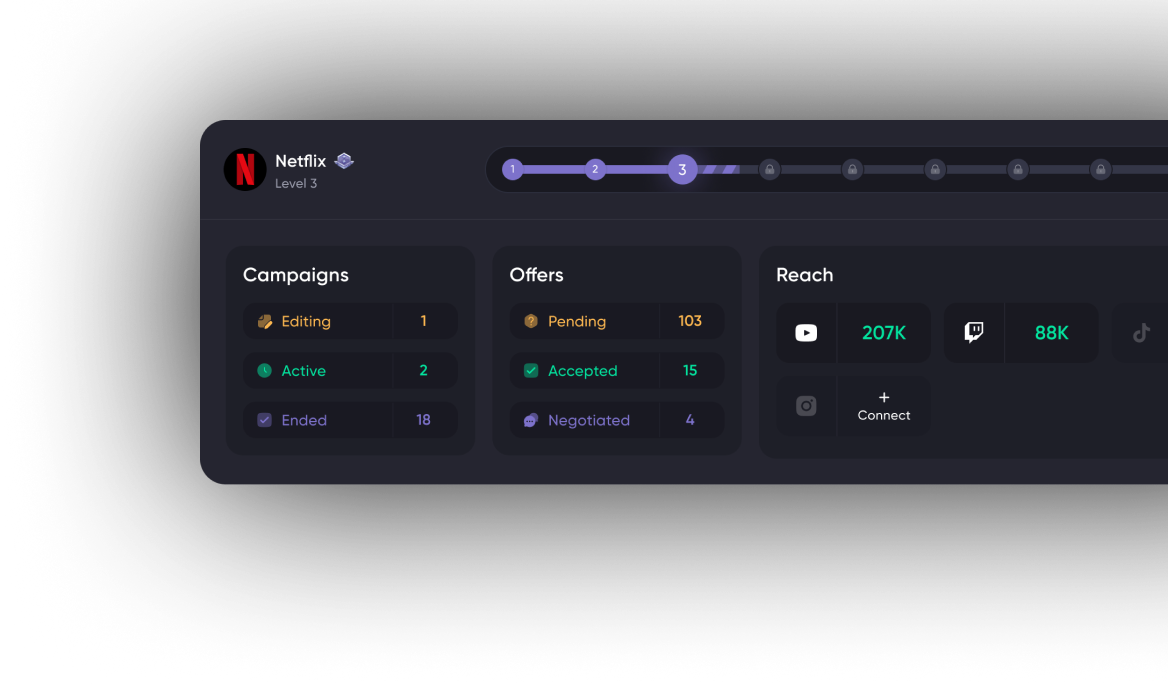 Netflix
Level 3
1 2 3
Campaigns
Editing 1
Active 2
Ended 18
Offers
Pending 103
Accepted 15
Negotiated 4
Reach
207K 88K
+
Connect